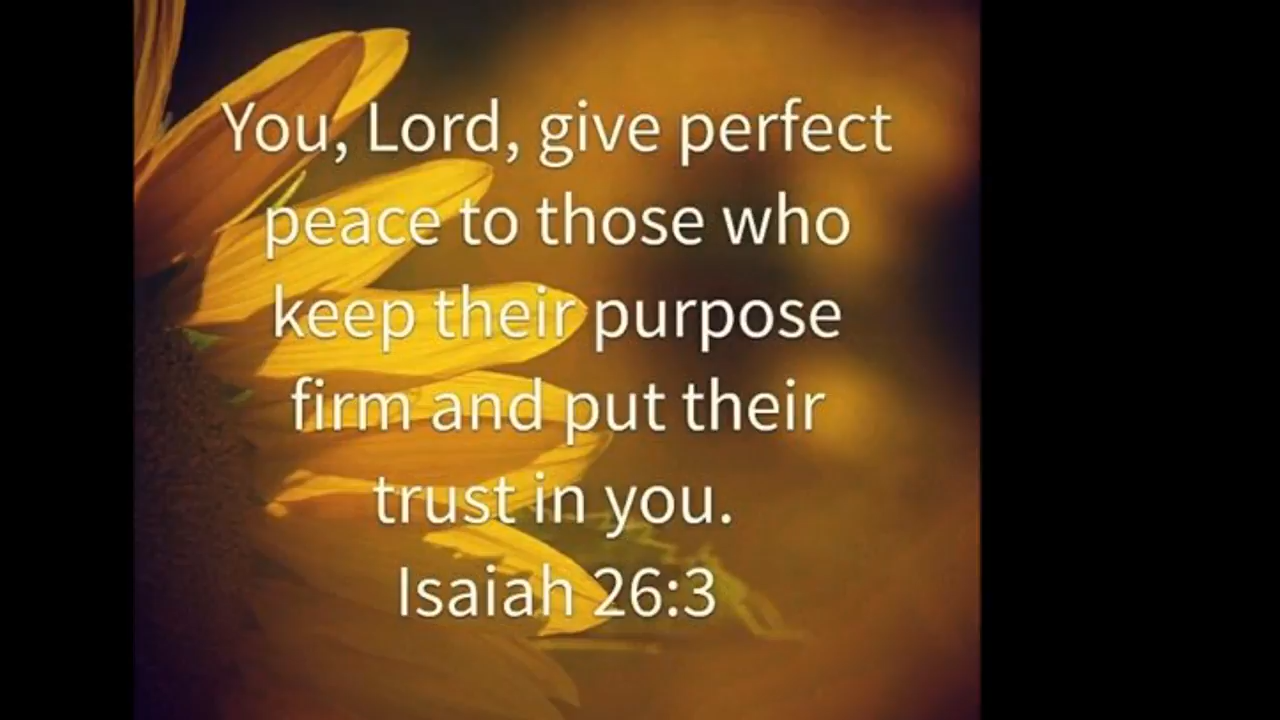 You, Lord, give perfect
peace to those who
keep their purpose
firm and put their
trust in you.
Isaiah 26:3